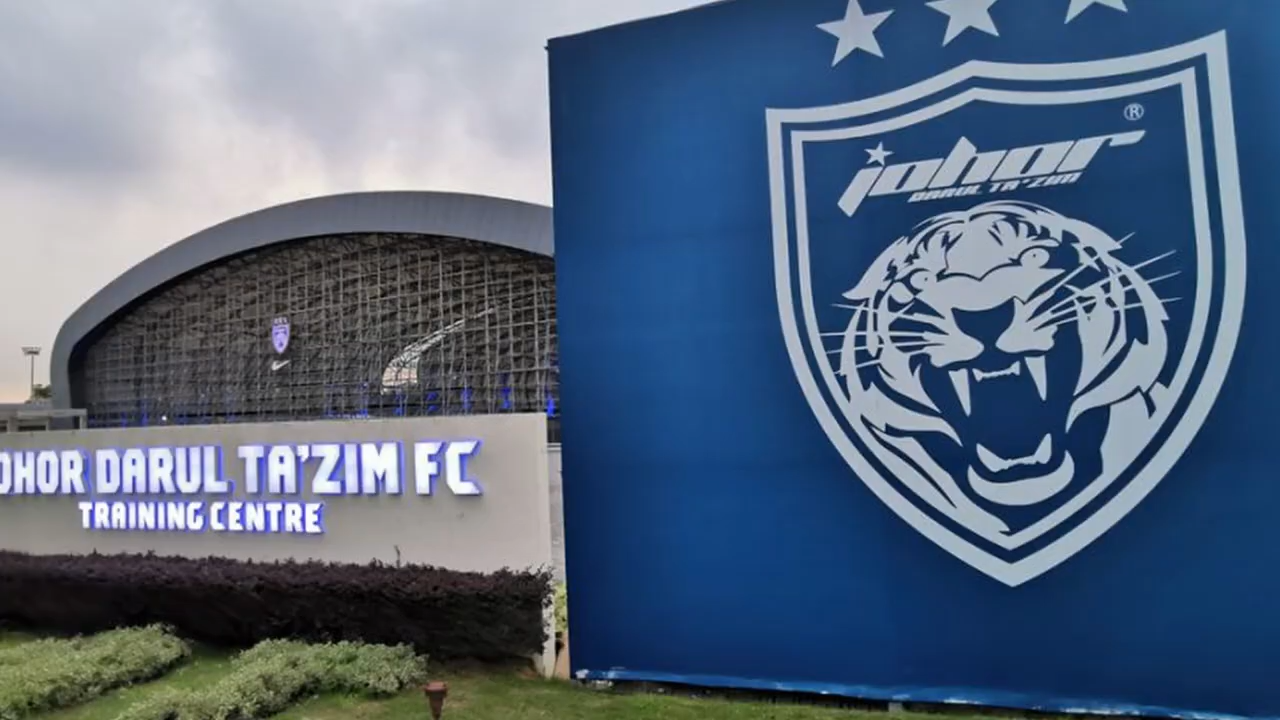 JOHOR DARUL TA'ZIM FC
TRAINING CENTRE
johor ®
DARUL TA'ZIM